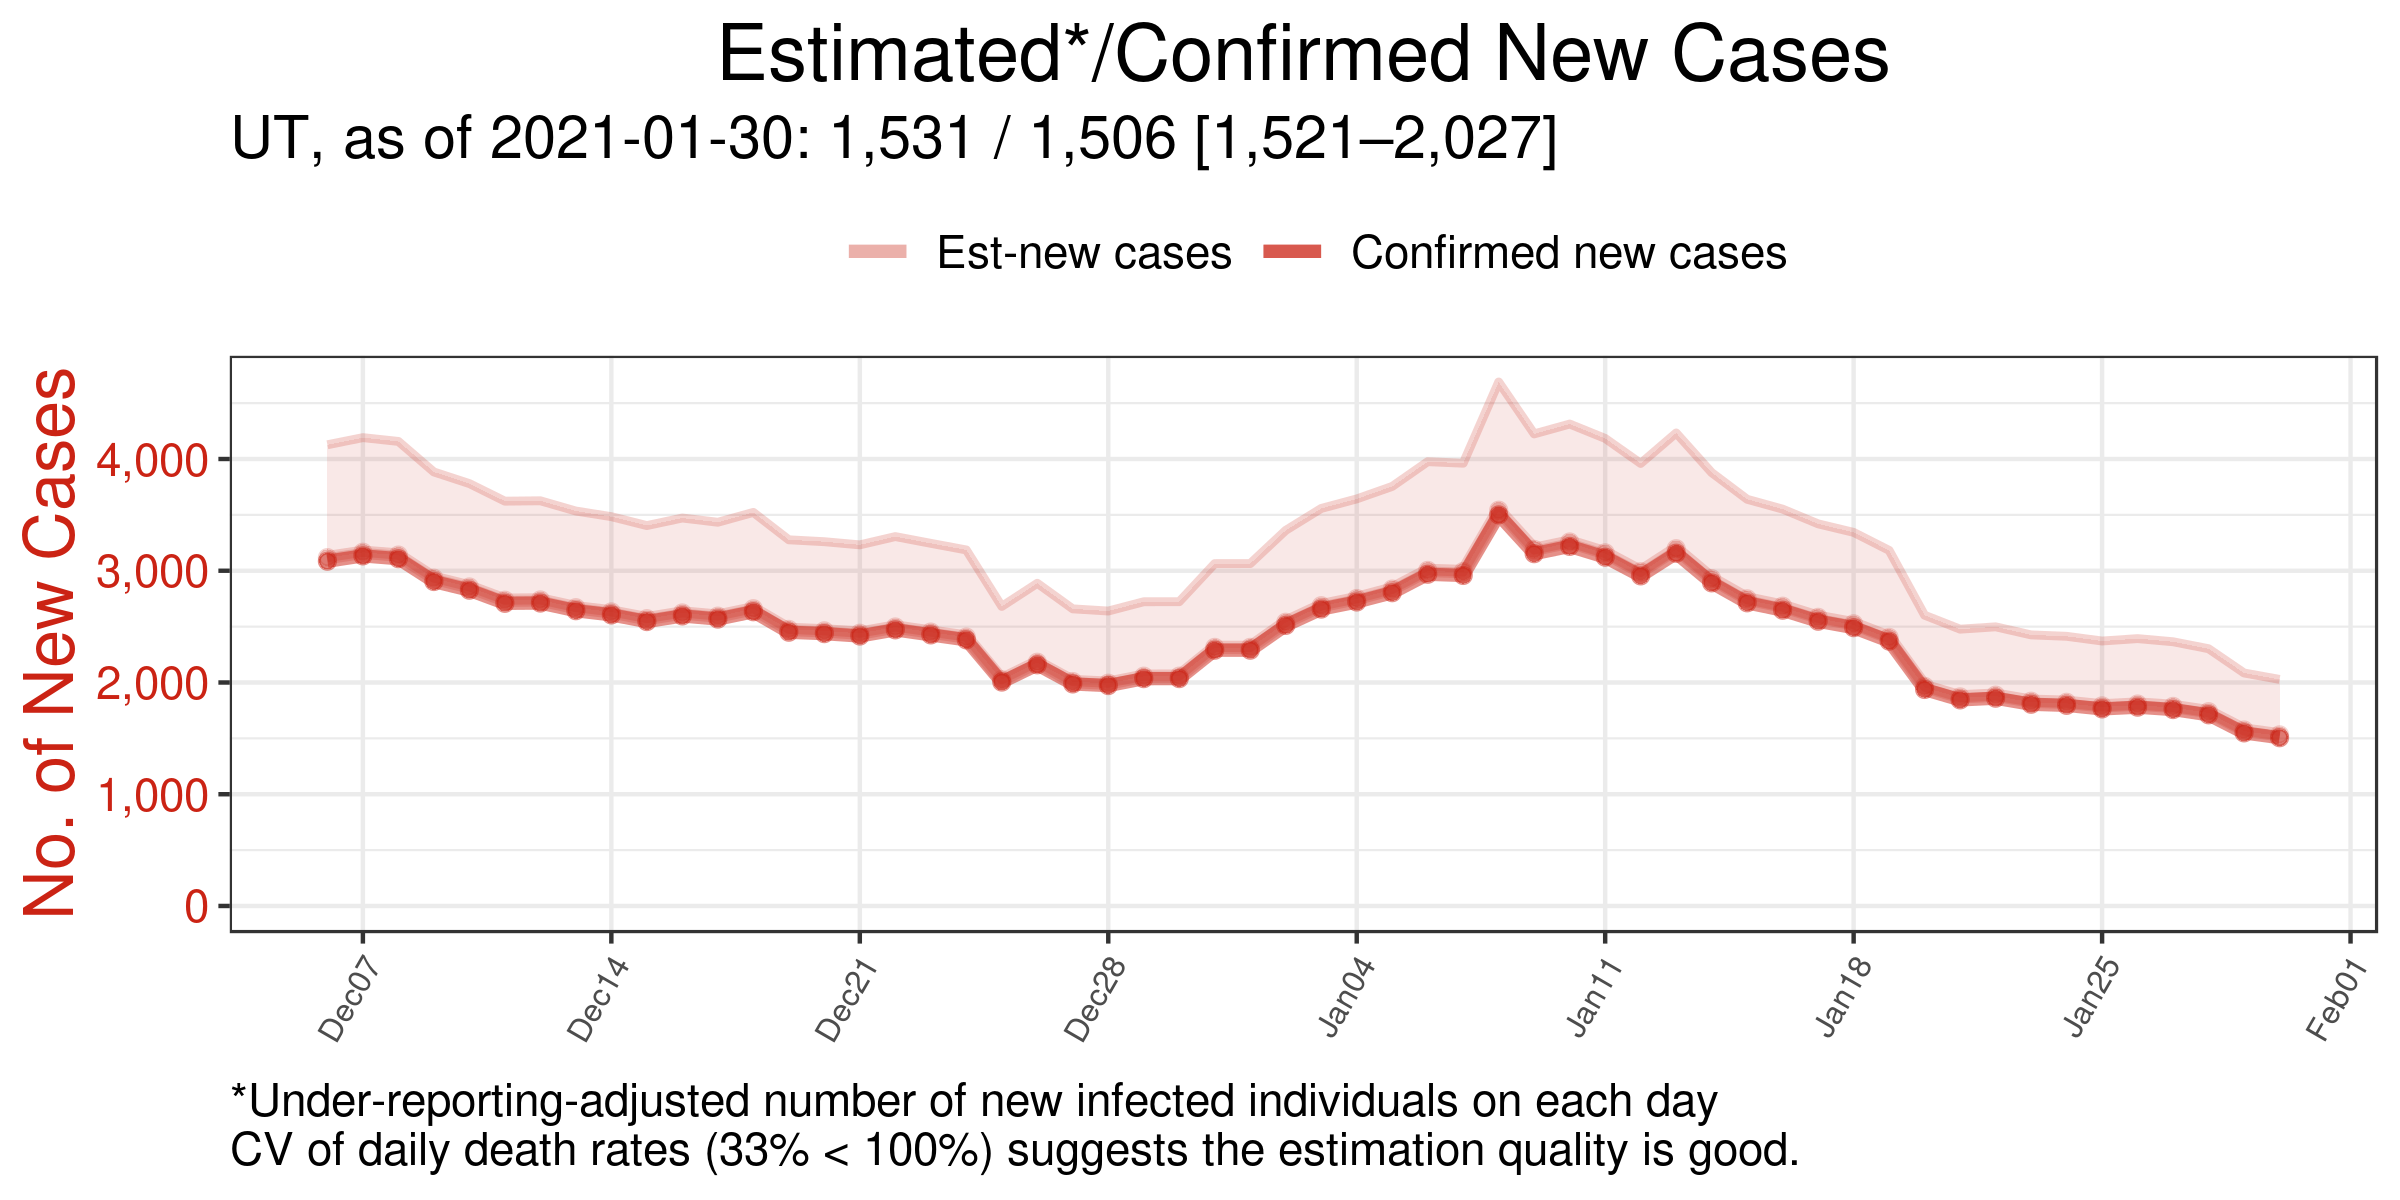 Estimated*/Confirmed New Cases
UT, as of 2021-01-30: 1,531 / 1,506 [1,521–2,027]
Est-new cases Confirmed new cases
No. of New Cases
4,000
3,000
2,000
1,000
0
Dec07 Dec14 Dec21 Dec28 Jan04 Jan11 Jan18 Jan25 Feb01
*Under-reporting-adjusted number of new infected individuals on each day
CV of daily death rates (33% < 100%) suggests the estimation quality is good.